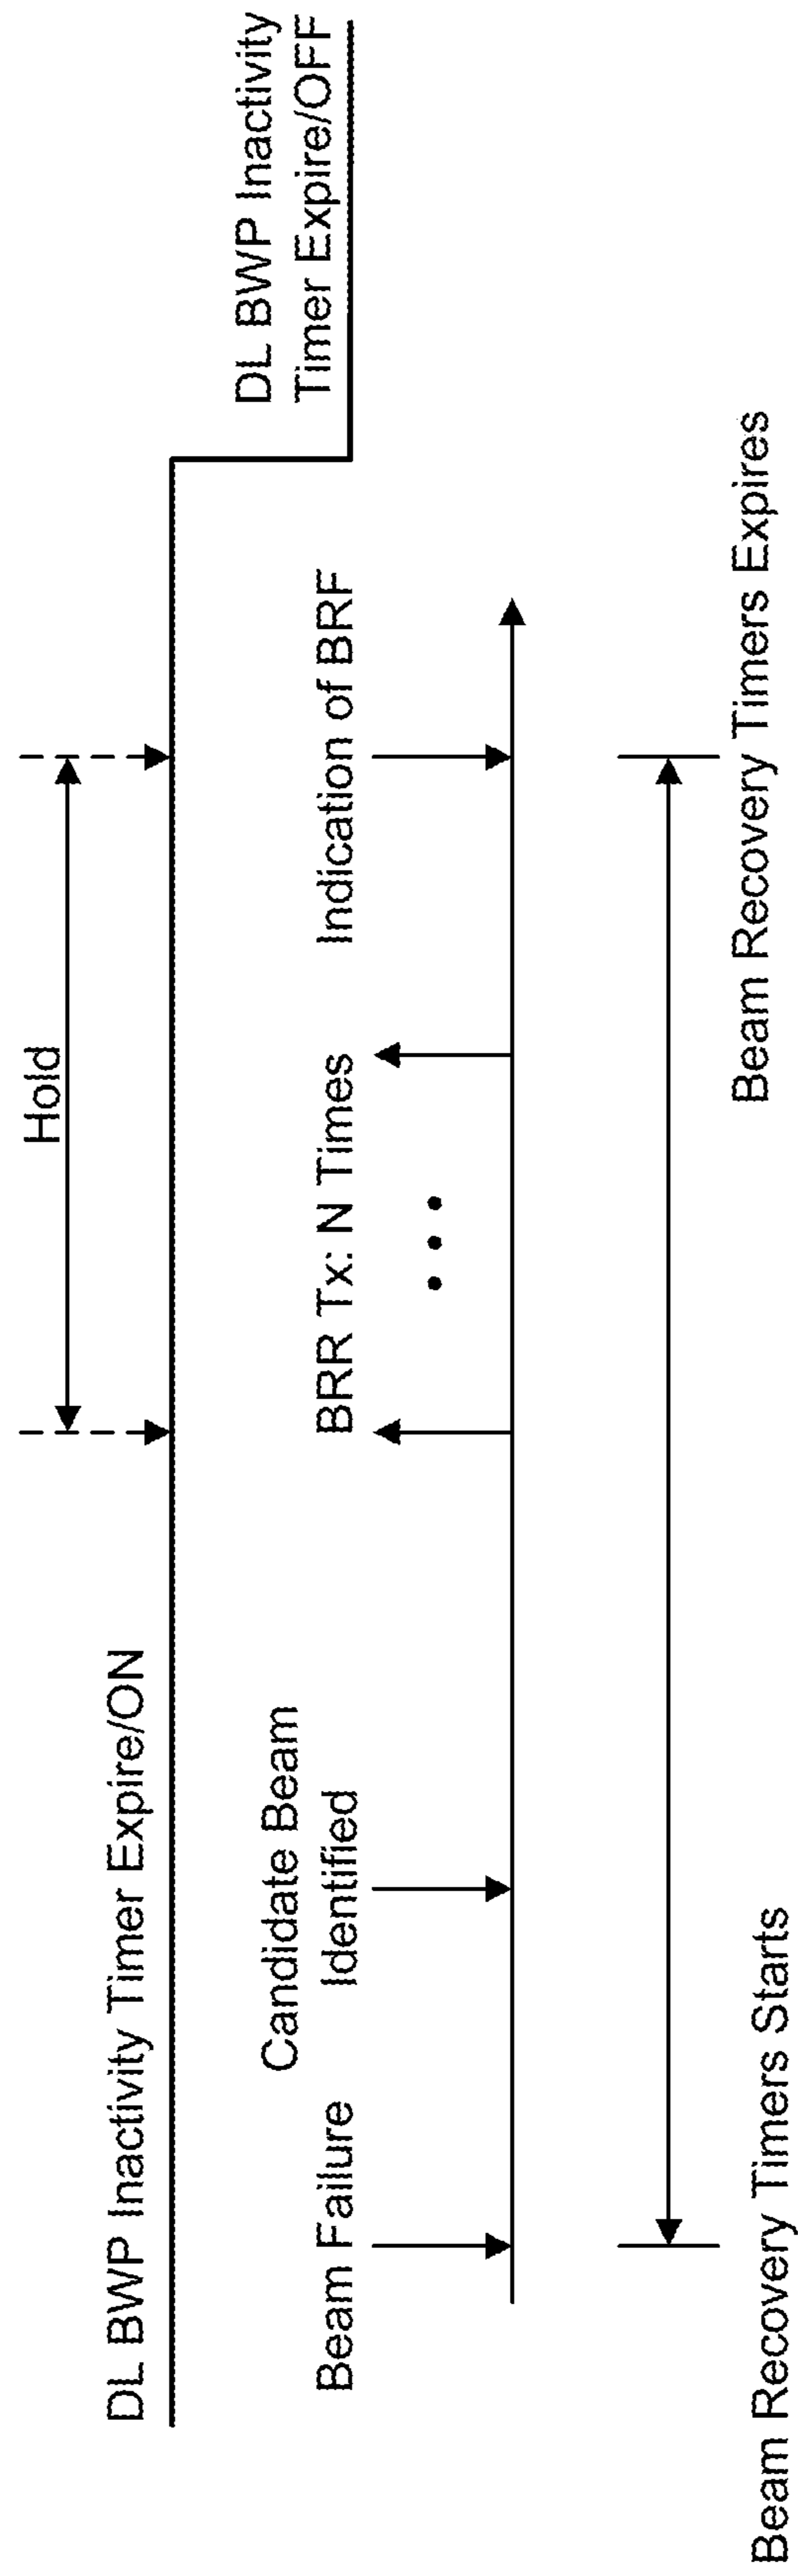 Hold
DL BWP Inactivity Timer Expire/ON
DL BWP Inactivity
Timer Expire/OFF
Beam Failure
Candidate Beam
Identified
BRR Tx: N Times
Indication of BRF
Beam Recovery Timers Starts
Beam Recovery Timers Expires